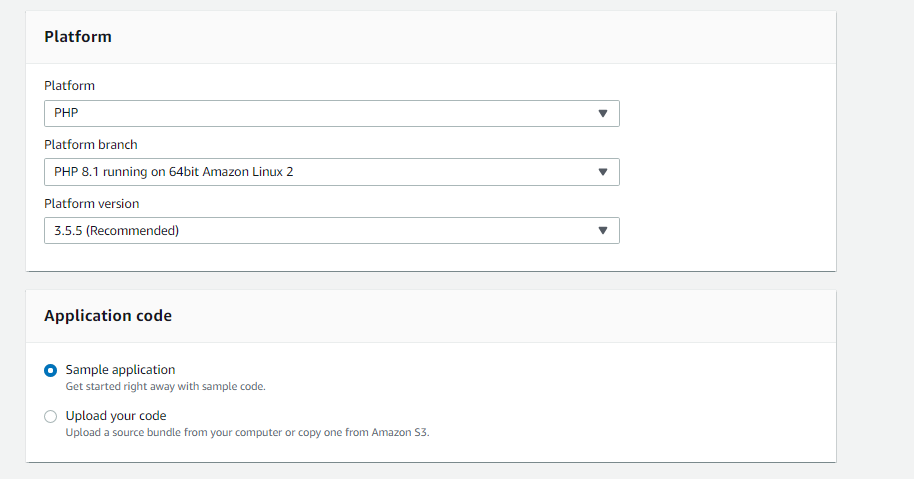 Platform
Platform
PHP
Platform branch
PHP 8.1 running on 64bit Amazon Linux 2
Platform version
3.5.5 (Recommended)
Application code
Sample application
Get started right away with sample code.
Upload your code
Upload a source bundle from your computer or copy one from Amazon S3.